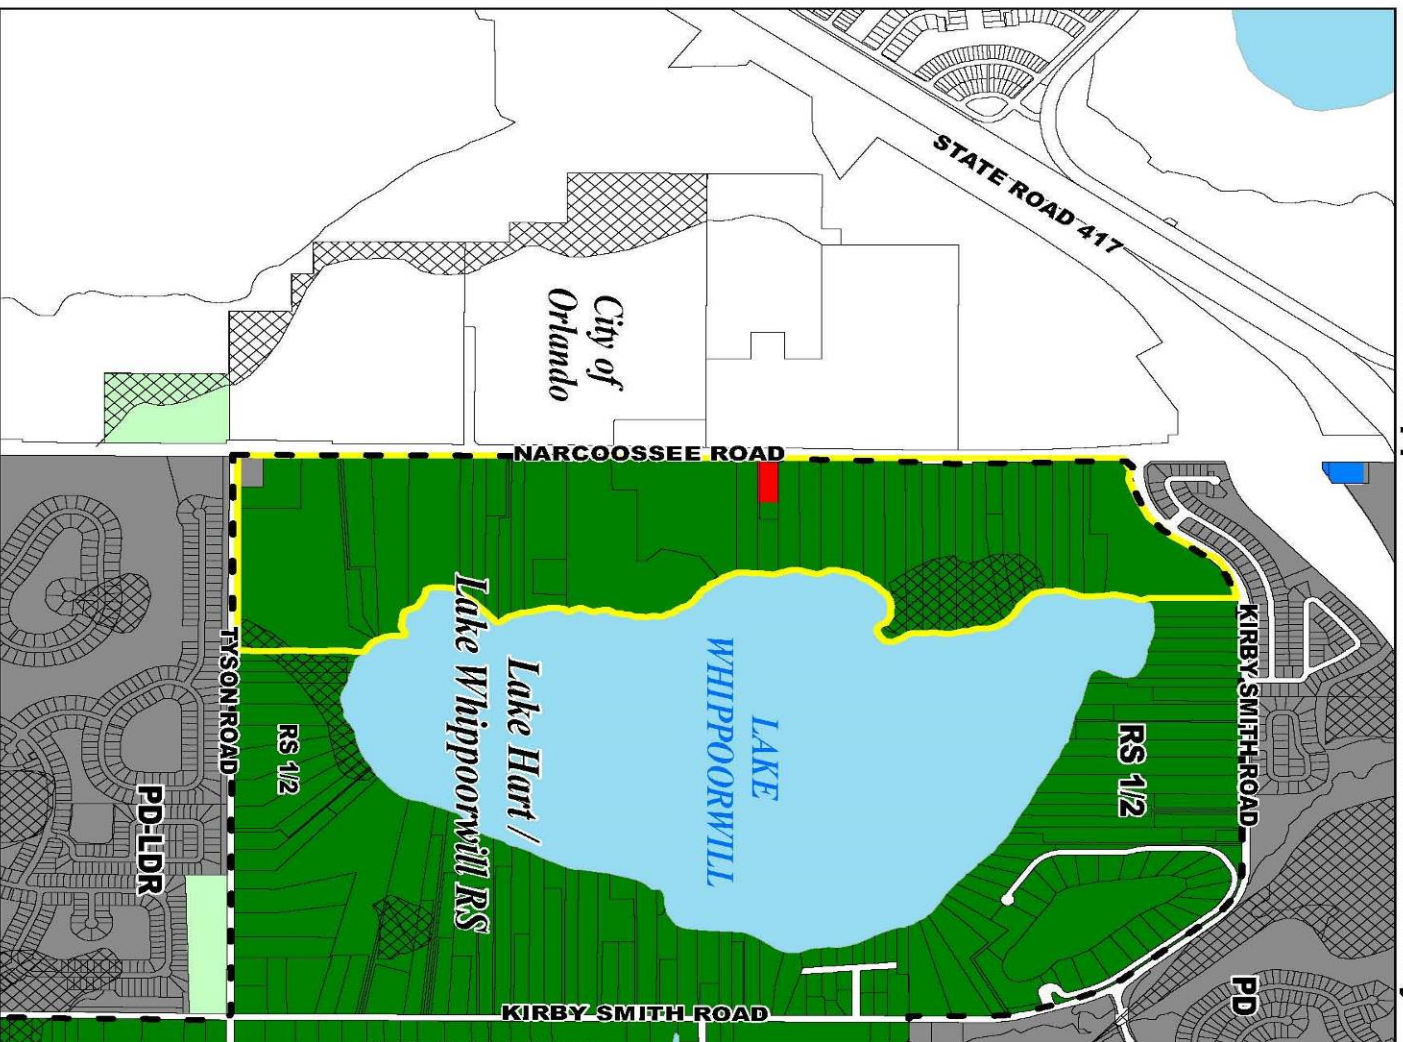 STATE ROAD 417
City of
Orlando
NARCOOSSEE ROAD
KIRBY SMITH ROAD
TYSON ROAD
LAKE
WHIPPOORWILL
Lake Hart /
Lake Whippoorwill RS
RS 1/2
RS 1/2
PD-LDR
PD
KIRBY SMITH ROAD